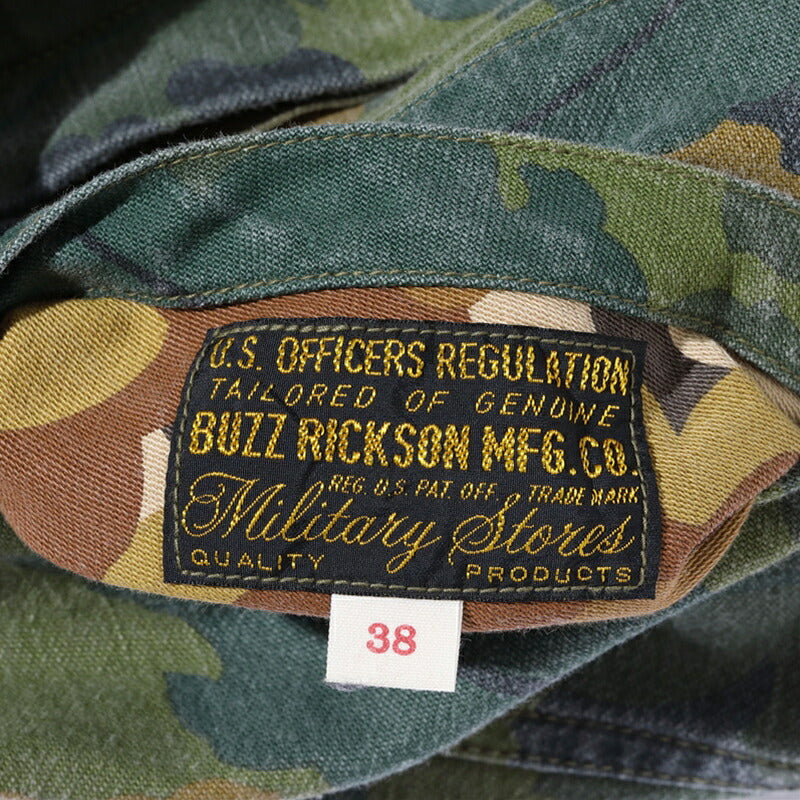 U.S. OFFICERS REGULATION
TAILORED OF GENUINE
BUZZ RICKSON MFG.CO.
REG. U.S. PAT. OFF. TRADE MARK
Military Stores
QUALITY PRODUCTS
38